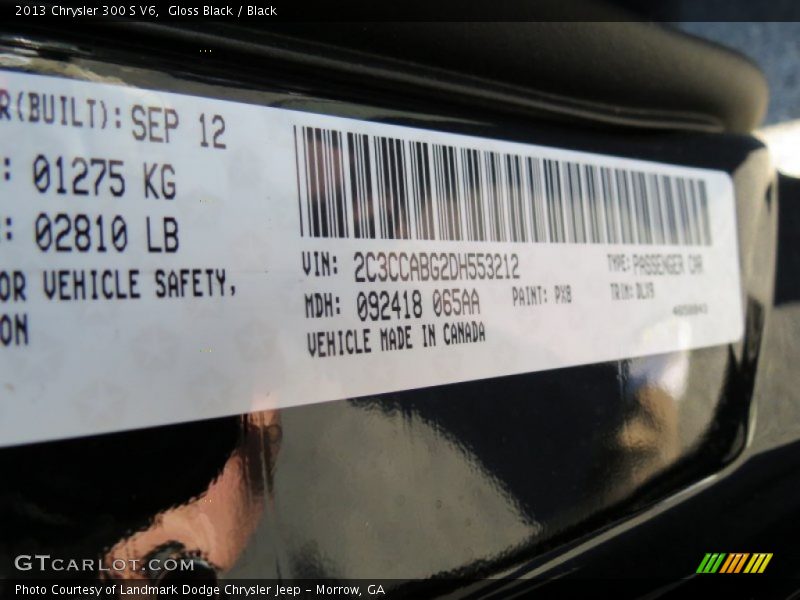 2013 Chrysler 300 S V6,  Gloss Black / Black
R(BUILT): SEP 12
: 01275 KG
: 02810 LB
OR VEHICLE SAFETY,
ON
VIN: 2C3CCABG2DH553212
TYPE: PASSENGER CAR
MDH: 092418 065AA
PAINT: PX8
TRIM: DLX9
VEHICLE MADE IN CANADA
GTCARLOT.COM
Photo Courtesy of Landmark Dodge Chrysler Jeep – Morrow, GA